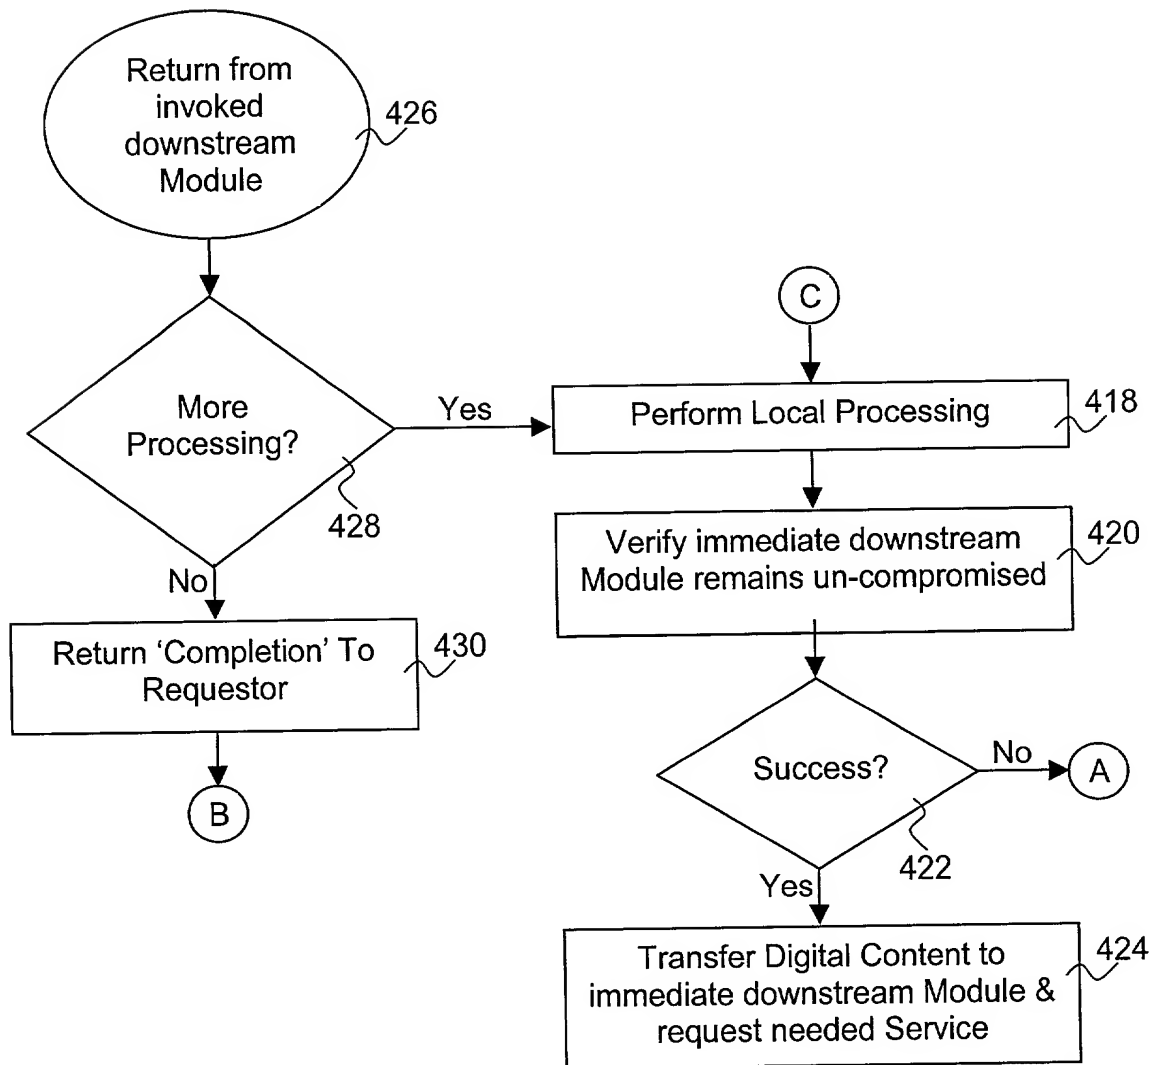 Return from
invoked
downstream
Module
426
More
Processing?
428
Yes
No
Return ‘Completion’ To
Requestor
430
B
C
Perform Local Processing
418
Verify immediate downstream
Module remains un-compromised
420
Success?
422
No
A
Yes
Transfer Digital Content to
immediate downstream Module &
request needed Service
424